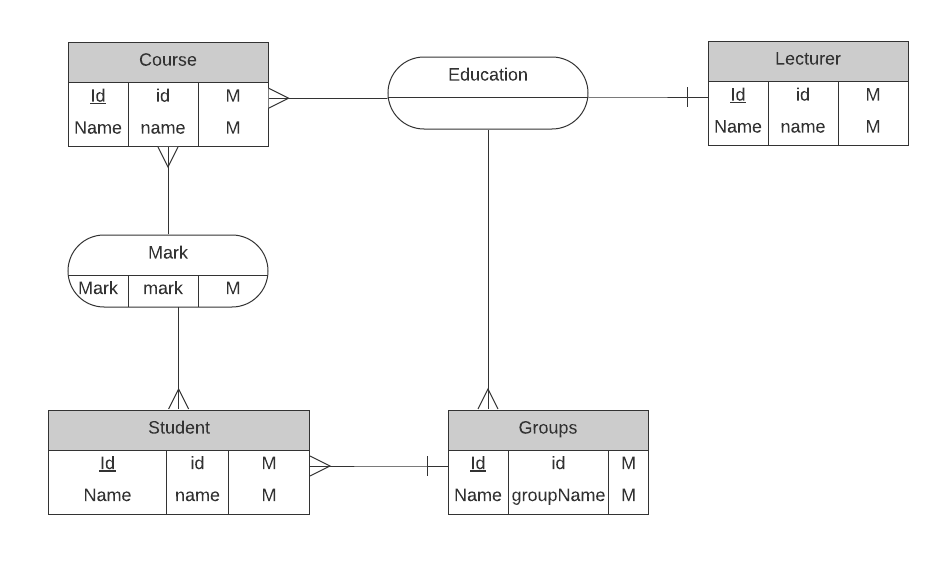 Course
Id id M
Name name M
Education
Lecturer
Id id M
Name name M
Mark
Mark mark M
Student
Id id M
Name name M
Groups
Id id M
Name groupName M